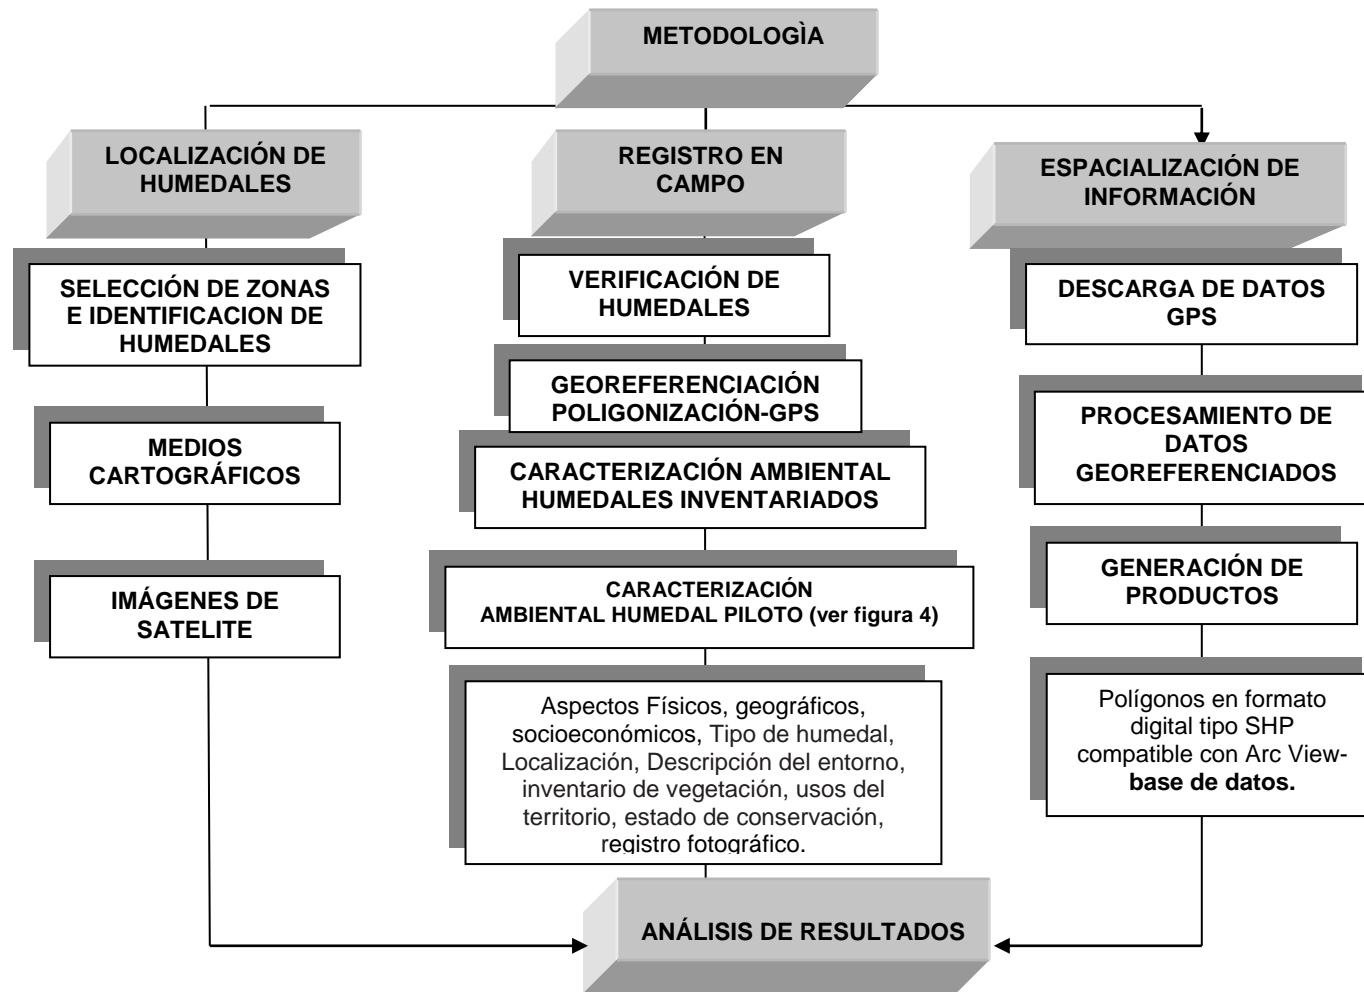 METODOLOGÌA
LOCALIZACIÓN DE
HUMEDALES
SELECCIÓN DE ZONAS
E IDENTIFICACION DE
HUMEDALES
MEDIOS
CARTOGRÁFICOS
IMÁGENES DE
SATELITE
REGISTRO EN
CAMPO
VERIFICACIÓN DE
HUMEDALES
GEOREFERENCIACIÓN
POLIGONIZACIÓN-GPS
CARACTERIZACIÓN AMBIENTAL
HUMEDALES INVENTARIADOS
CARACTERIZACIÓN
AMBIENTAL HUMEDAL PILOTO (ver figura 4)
Aspectos Físicos, geográficos,
socioeconómicos, Tipo de humedal,
Localización, Descripción del entorno,
inventario de vegetación, usos del
territorio, estado de conservación,
registro fotográfico.
ESPACIALIZACIÓN DE
INFORMACIÓN
DESCARGA DE DATOS
GPS
PROCESAMIENTO DE
DATOS
GEOREFERENCIADOS
GENERACIÓN DE
PRODUCTOS
Polígonos en formato
digital tipo SHP
compatible con Arc View-
base de datos.
ANÁLISIS DE RESULTADOS